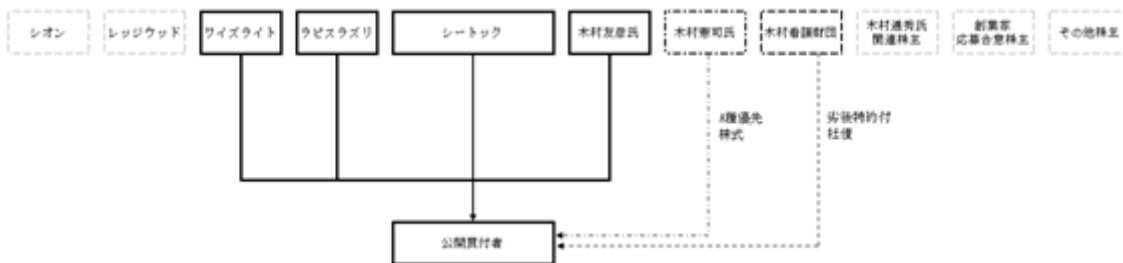 シオン
レッジウッド
ワイズライト
ラピスラズリ
シートック
木村友彦氏
木村憲司氏
木村看護財団
木村通秀氏
関連株主
創業家
応募合意株主
その他株主
A種優先
株式
劣後特約付
社債
公開買付者